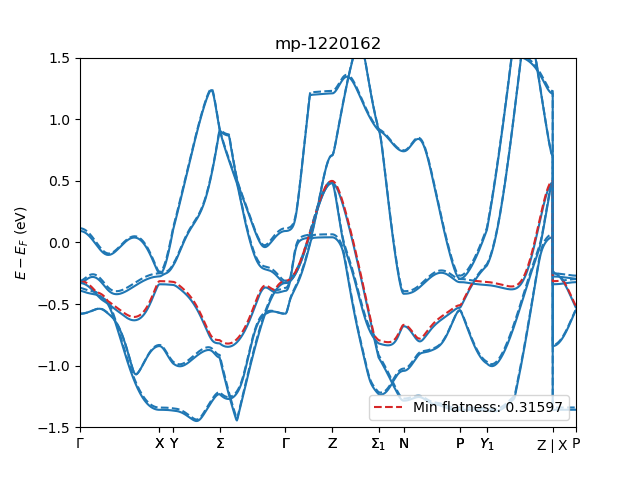 mp-1220162
1.5
1.0
0.5
0.0
−0.5
−1.0
−1.5
E − E_F (eV)
Min flatness: 0.31597
Γ X Y Σ Γ Z Σ₁ N P Y₁ Z | X P